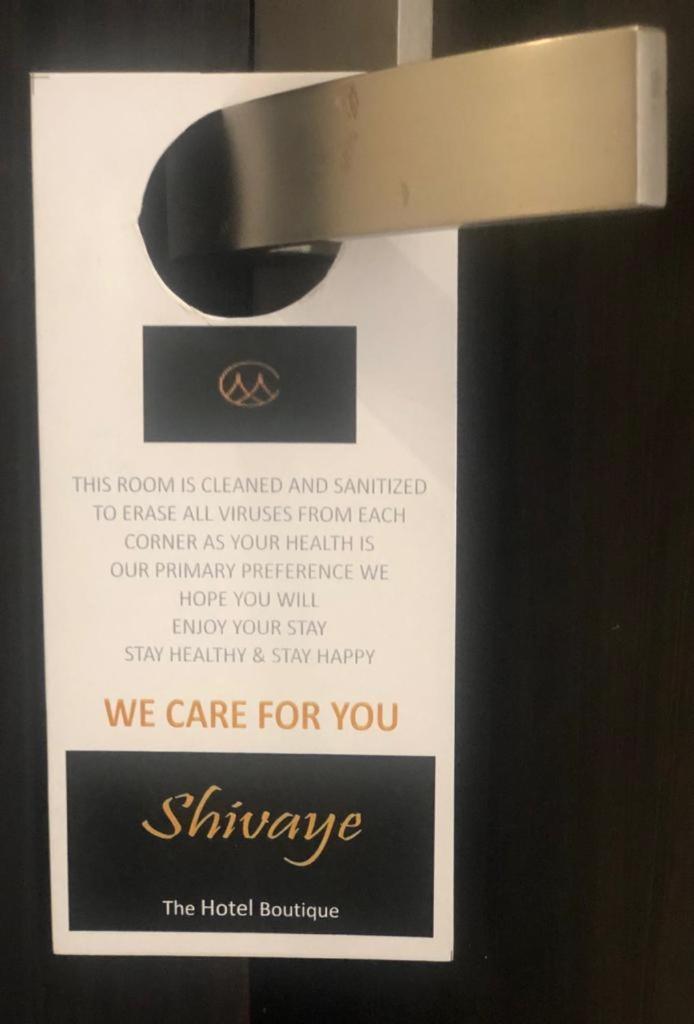 THIS ROOM IS CLEANED AND SANITIZED
TO ERASE ALL VIRUSES FROM EACH
CORNER AS YOUR HEALTH IS
OUR PRIMARY PREFERENCE WE
HOPE YOU WILL
ENJOY YOUR STAY
STAY HEALTHY & STAY HAPPY
WE CARE FOR YOU
Shivaye
The Hotel Boutique